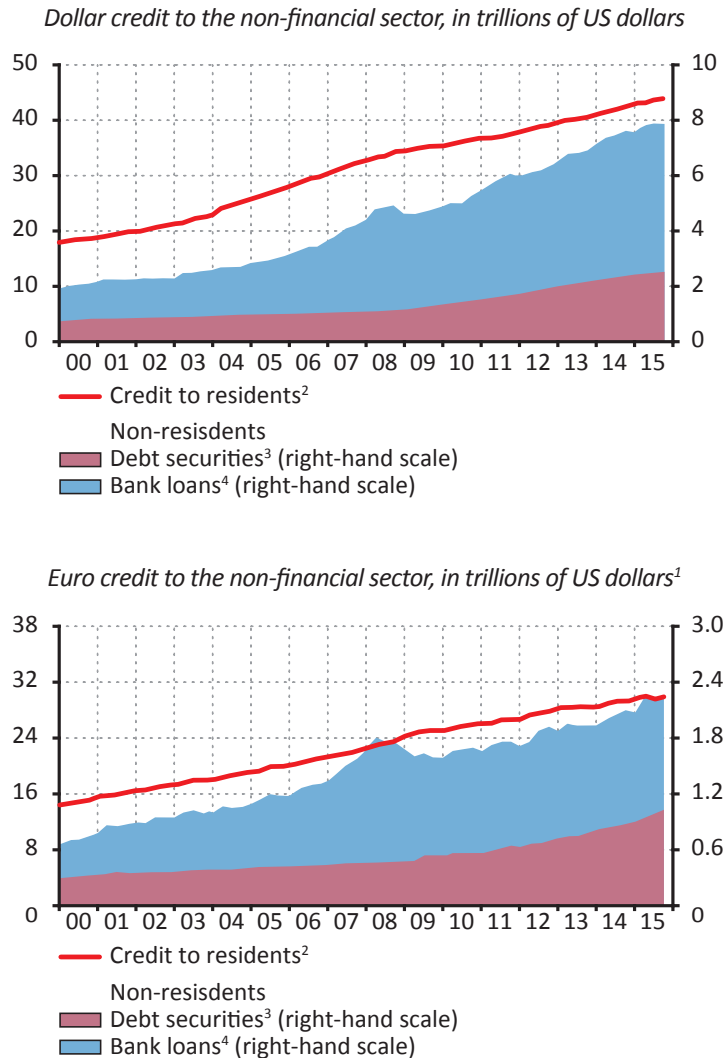 Dollar credit to the non-financial sector, in trillions of US dollars
50 10
40 8
30 6
20 4
10 2
0 0
00 01 02 03 04 05 06 07 08 09 10 11 12 13 14 15
Credit to residents²
Non-resisdents
Debt securities³ (right-hand scale)
Bank loans⁴ (right-hand scale)
Euro credit to the non-financial sector, in trillions of US dollars¹
38 3.0
32 2.4
24 1.8
16 1.2
8 0.6
0 0
00 01 02 03 04 05 06 07 08 09 10 11 12 13 14 15
Credit to residents²
Non-resisdents
Debt securities³ (right-hand scale)
Bank loans⁴ (right-hand scale)